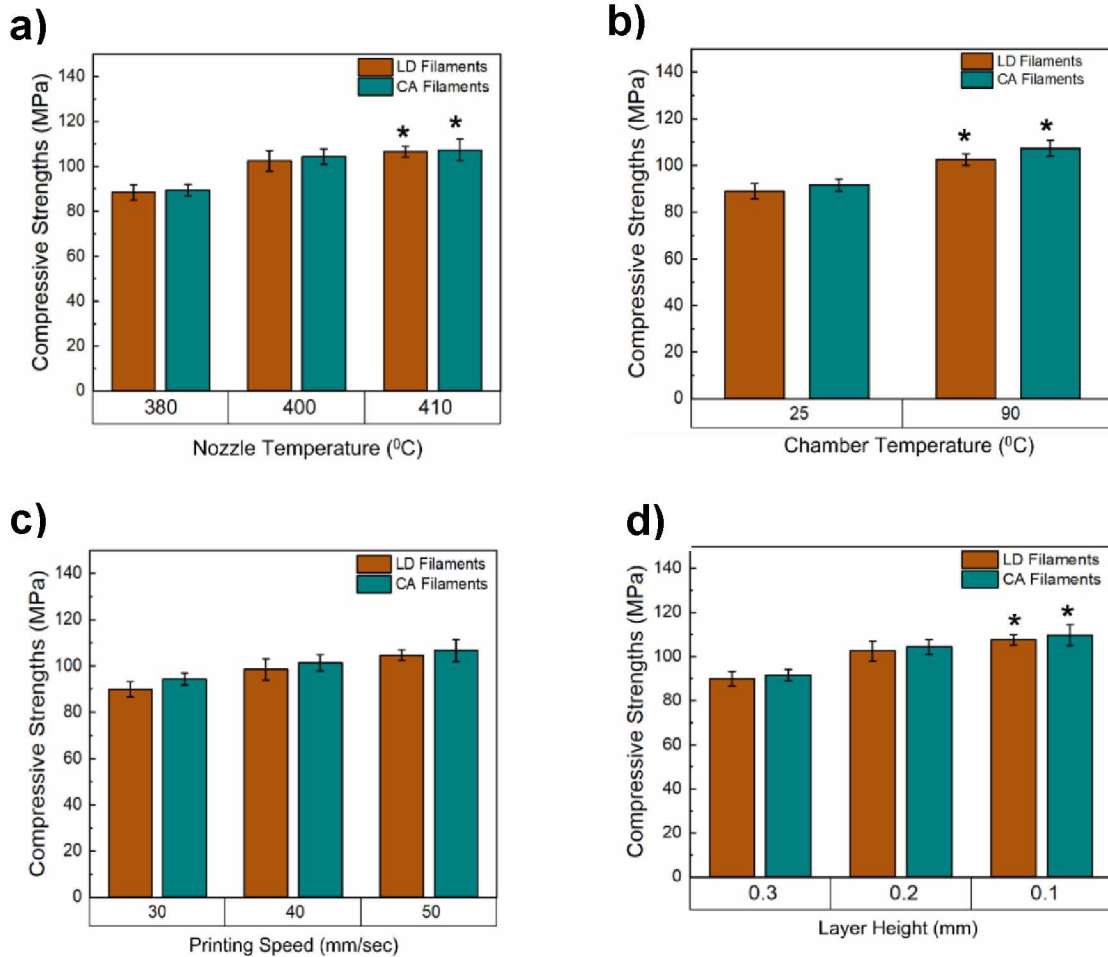 a)
LD Filaments
CA Filaments
Compressive Strengths (MPa)
140
120
100
80
60
40
20
0
* *
380 400 410
Nozzle Temperature (⁰C)
b)
LD Filaments
CA Filaments
Compressive Strengths (MPa)
140
120
100
80
60
40
20
0
* *
25 90
Chamber Temperature (⁰C)
c)
LD Filaments
CA Filaments
Compressive Strengths (MPa)
140
120
100
80
60
40
20
0
30 40 50
Printing Speed (mm/sec)
d)
LD Filaments
CA Filaments
Compressive Strengths (MPa)
140
120
100
80
60
40
20
0
* *
0.3 0.2 0.1
Layer Height (mm)